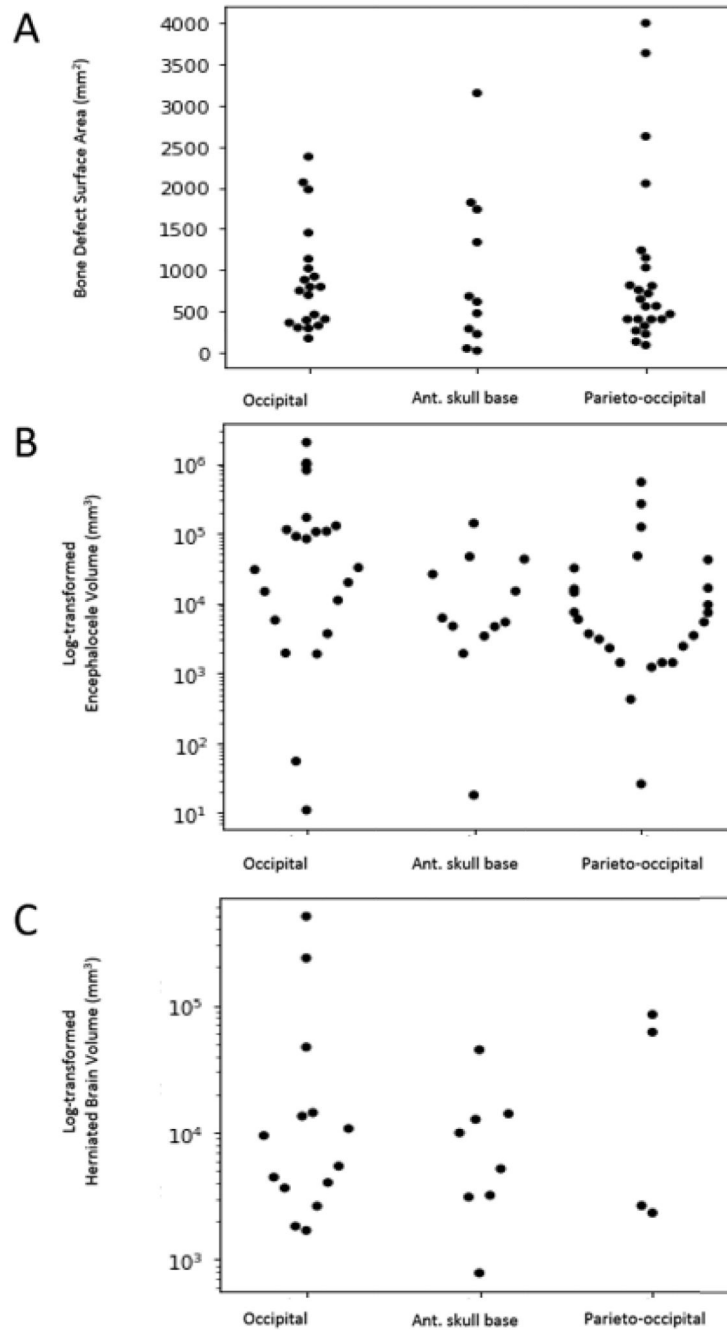 A
Bone Defect Surface Area (mm²)
4000
3500
3000
2500
2000
1500
1000
500
0
Occipital
Ant. skull base
Parieto-occipital
B
Log-transformed
Encephalocele Volume (mm³)
10⁶
10⁵
10⁴
10³
10²
10¹
Occipital
Ant. skull base
Parieto-occipital
C
Log-transformed
Herniated Brain Volume (mm³)
10⁵
10⁴
10³
Occipital
Ant. skull base
Parieto-occipital